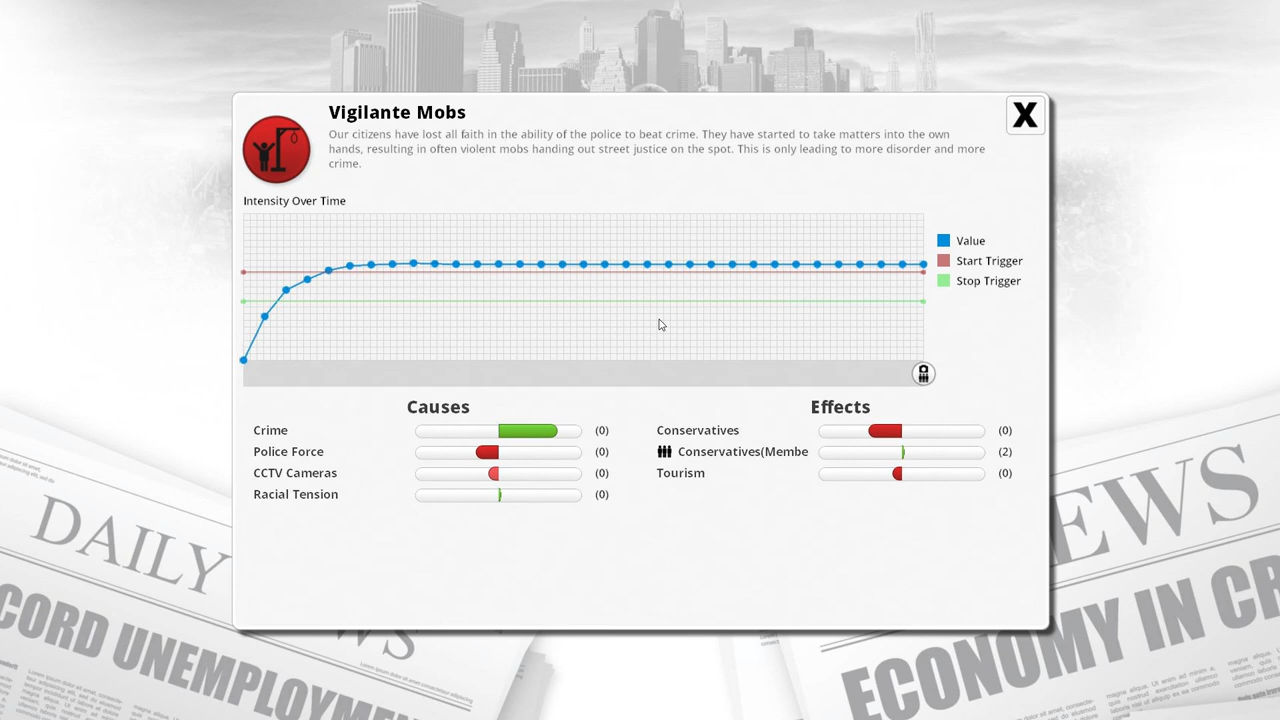 Vigilante Mobs
X
Our citizens have lost all faith in the ability of the police to beat crime. They have started to take matters into the own
hands, resulting in often violent mobs handing out street justice on the spot. This is only leading to more disorder and more
crime.
Intensity Over Time
Value
Start Trigger
Stop Trigger
Causes
Effects
Crime (0)
Conservatives (0)
Police Force (0)
Conservatives(Membe (2)
CCTV Cameras (0)
Tourism (0)
Racial Tension (0)
DAILY
NEWS
CORD UNEMPLOYME
ECONOMY IN CR